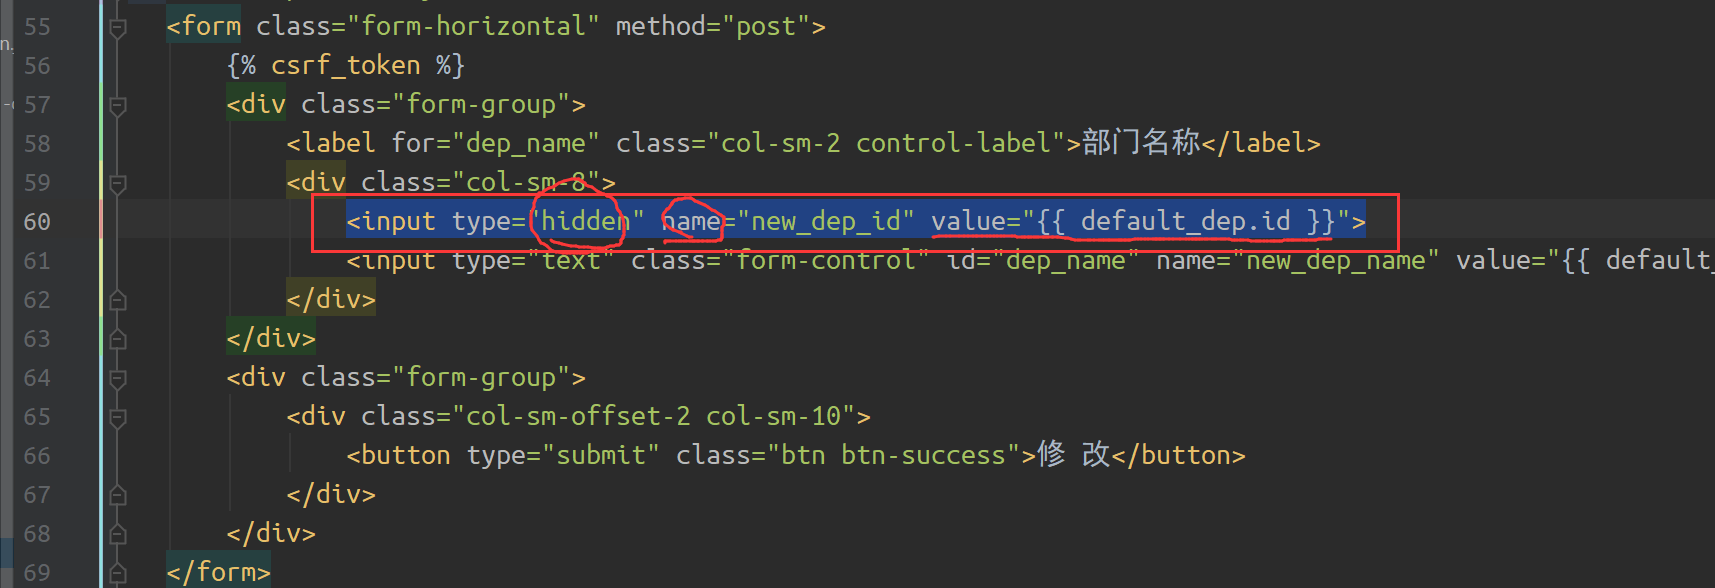 n.
55 <form class="form-horizontal" method="post">
56 {% csrf_token %}
57 <div class="form-group">
58 <label for="dep_name" class="col-sm-2 control-label">部门名称</label>
59 <div class="col-sm-8">
60 <input type="hidden" name="new_dep_id" value="{{ default_dep.id }}">
61 <input type="text" class="form-control" id="dep_name" name="new_dep_name" value="{{ default_
62 </div>
63 </div>
64 <div class="form-group">
65 <div class="col-sm-offset-2 col-sm-10">
66 <button type="submit" class="btn btn-success">修 改</button>
67 </div>
68 </div>
69 </form>